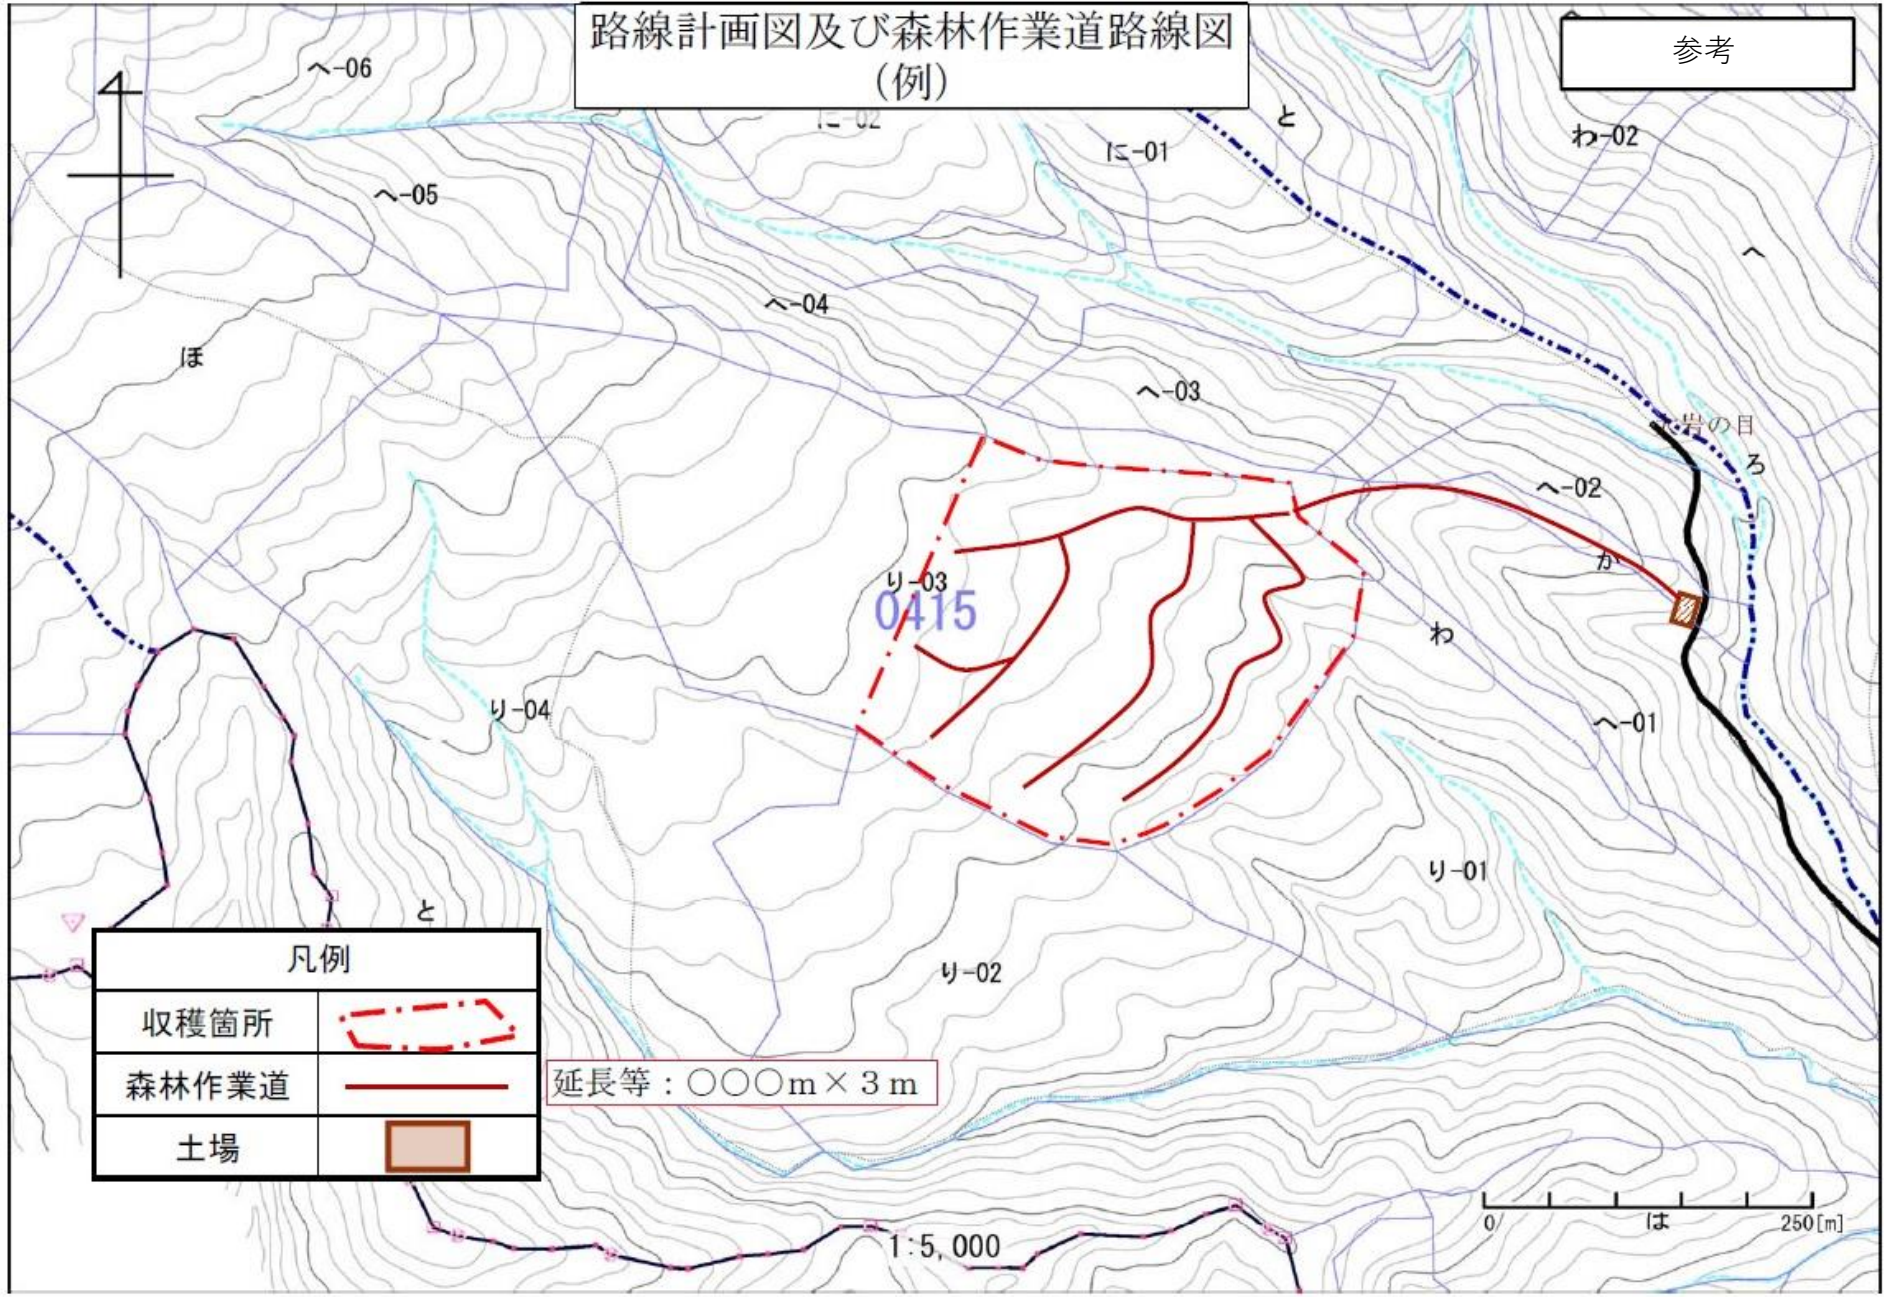 路線計画図及び森林作業道路線図
(例)
参考
へ-06
に-02
に-01
と
わ-02
へ-05
へ
へ-04
ほ
へ-03
岩の目
ろ
へ-02
か
り-03
0415
わ
り-04
へ-01
り-01
と
り-02
凡例
収穫箇所
森林作業道
延長等:○○○m×3m
土場
0
は
250[m]
1:5,000